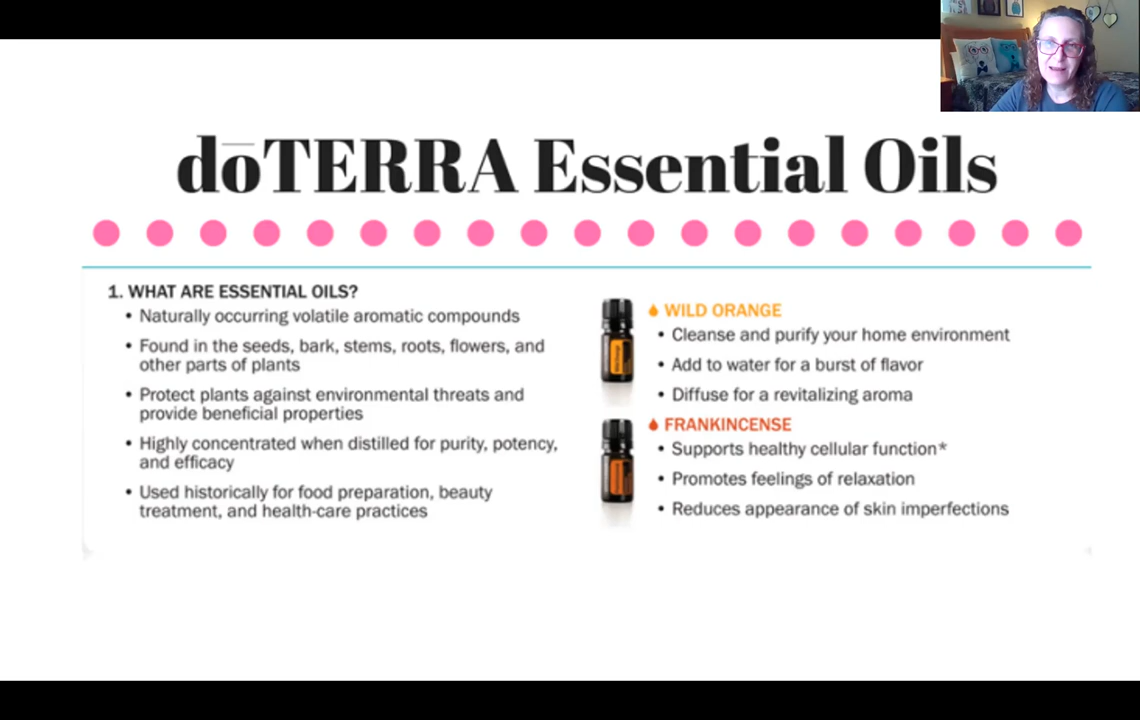 dōTERRA Essential Oils
1. WHAT ARE ESSENTIAL OILS?
• Naturally occurring volatile aromatic compounds
• Found in the seeds, bark, stems, roots, flowers, and
other parts of plants
• Protect plants against environmental threats and
provide beneficial properties
• Highly concentrated when distilled for purity, potency,
and efficacy
• Used historically for food preparation, beauty
treatment, and health-care practices
WILD ORANGE
• Cleanse and purify your home environment
• Add to water for a burst of flavor
• Diffuse for a revitalizing aroma
FRANKINCENSE
• Supports healthy cellular function*
• Promotes feelings of relaxation
• Reduces appearance of skin imperfections